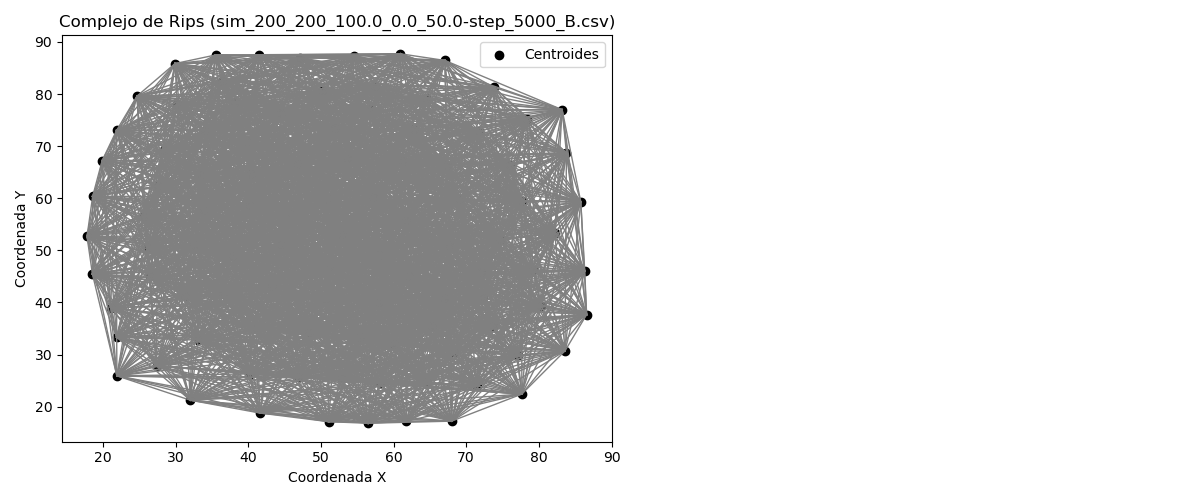 Complejo de Rips (sim_200_200_100.0_0.0_50.0-step_5000_B.csv)
Centroides
90
80
70
60
50
40
30
20
Coordenada Y
20 30 40 50 60 70 80 90
Coordenada X